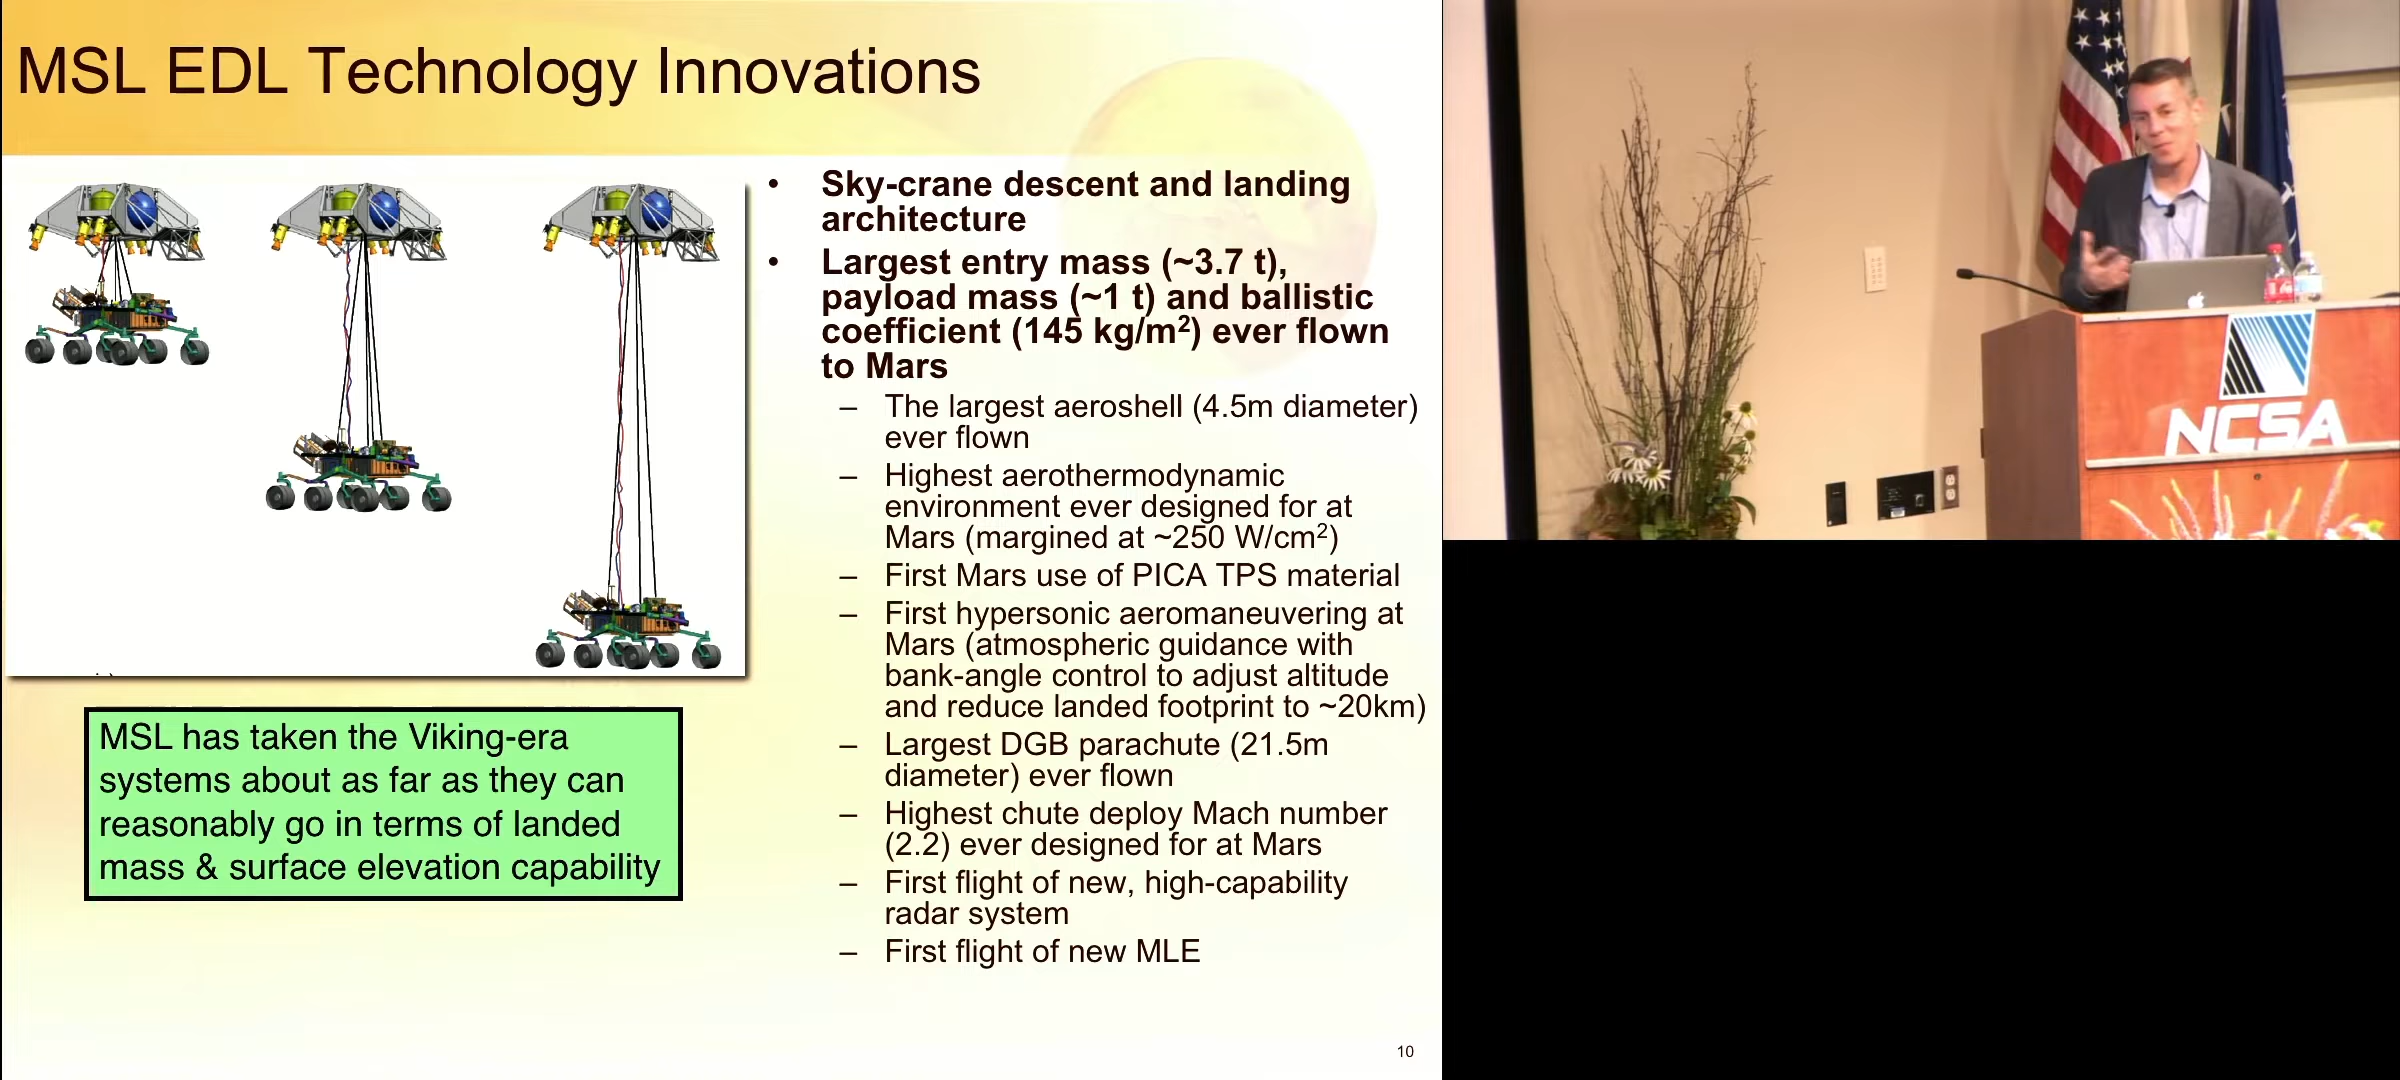 MSL EDL Technology Innovations
• Sky-crane descent and landing
architecture
• Largest entry mass (~3.7 t),
payload mass (~1 t) and ballistic
coefficient (145 kg/m²) ever flown
to Mars
– The largest aeroshell (4.5m diameter)
ever flown
– Highest aerothermodynamic
environment ever designed for at
Mars (margined at ~250 W/cm²)
– First Mars use of PICA TPS material
– First hypersonic aeromaneuvering at
Mars (atmospheric guidance with
bank-angle control to adjust altitude
and reduce landed footprint to ~20km)
– Largest DGB parachute (21.5m
diameter) ever flown
– Highest chute deploy Mach number
(2.2) ever designed for at Mars
– First flight of new, high-capability
radar system
– First flight of new MLE
MSL has taken the Viking-era
systems about as far as they can
reasonably go in terms of landed
mass & surface elevation capability
10
NCSA